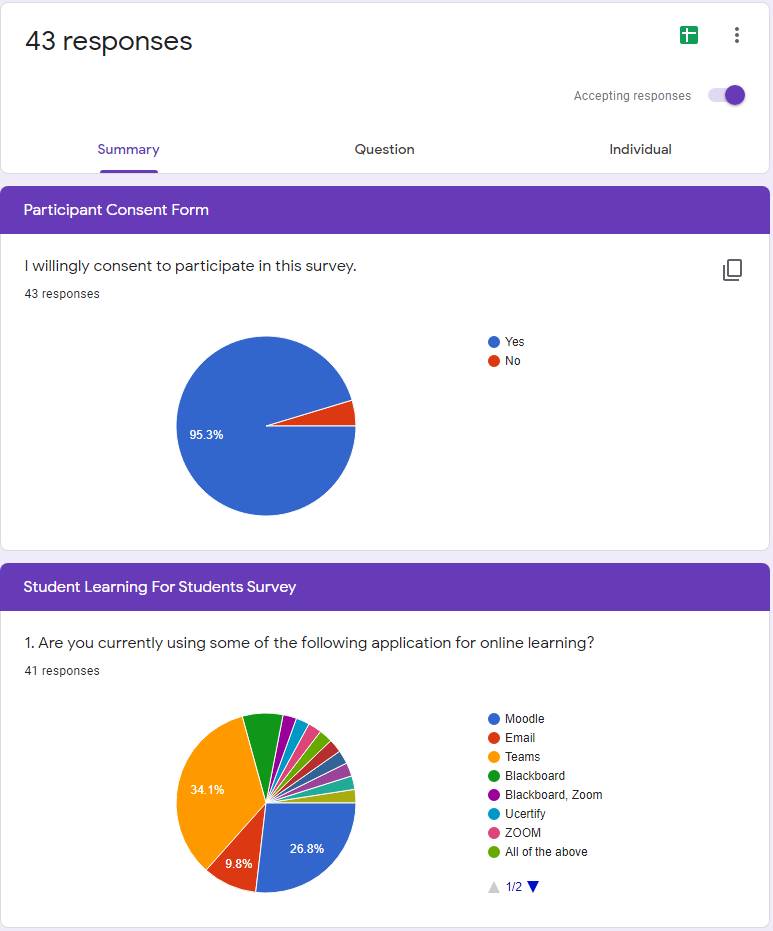 43 responses
Accepting responses
Summary
Question
Individual
Participant Consent Form
I willingly consent to participate in this survey.
43 responses
Yes
No
95.3%
Student Learning For Students Survey
1. Are you currently using some of the following application for online learning?
41 responses
Moodle
Email
Teams
Blackboard
Blackboard, Zoom
Ucertify
ZOOM
All of the above
34.1%
26.8%
9.8%
1/2